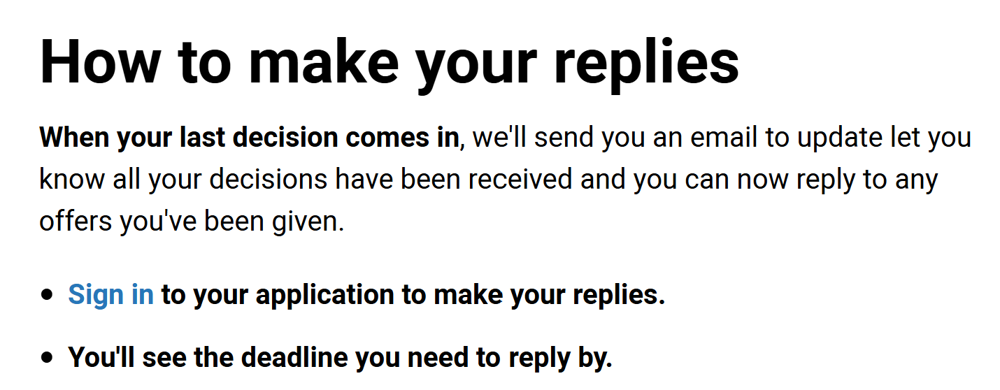 How to make your replies
When your last decision comes in, we'll send you an email to update let you
know all your decisions have been received and you can now reply to any
offers you've been given.
• Sign in to your application to make your replies.
• You'll see the deadline you need to reply by.